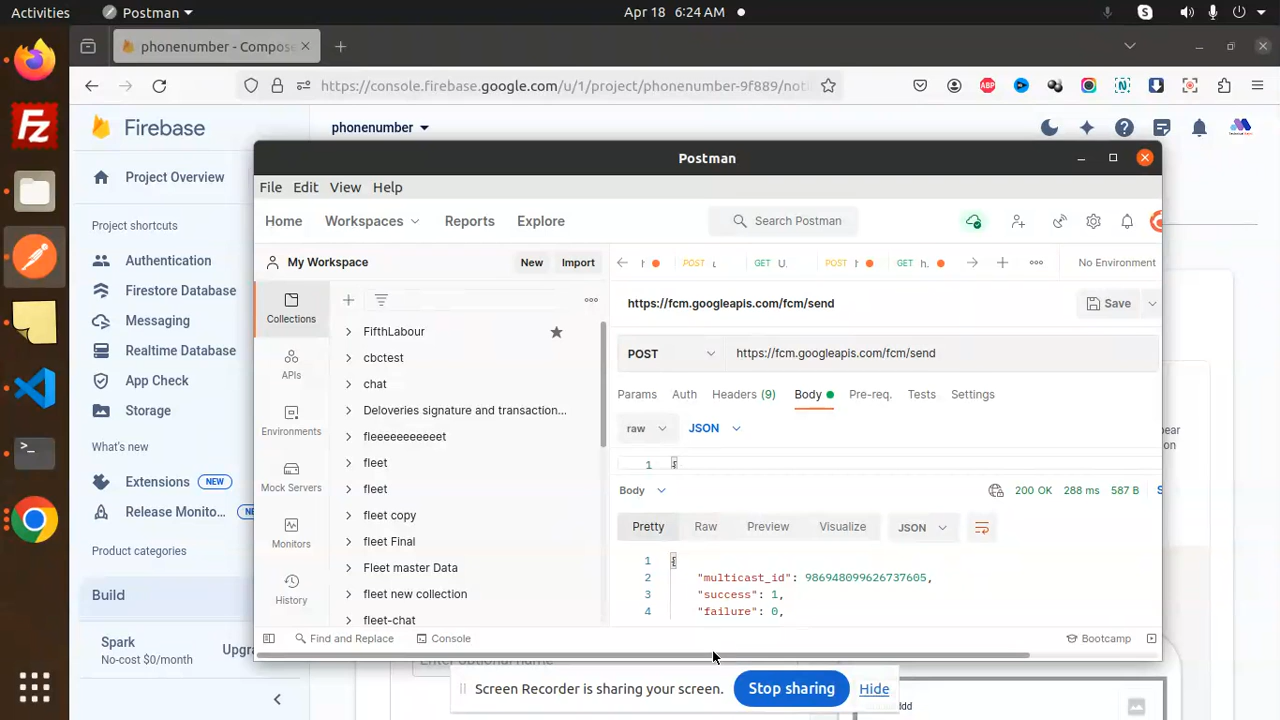 Activities
Postman
Apr 18 6:24 AM
phonenumber - Compose
https://console.firebase.google.com/u/1/project/phonenumber-9f889/noti
Firebase
phonenumber
Project Overview
Project shortcuts
Authentication
Firestore Database
Messaging
Realtime Database
App Check
Storage
What's new
Extensions NEW
Release Monito...
Product categories
Build
Spark
No-cost $0/month
Upgra
Postman
File Edit View Help
Home Workspaces Reports Explore
Search Postman
My Workspace
New Import
POST
GET U.
POST
GET h.
No Environment
Collections
APIs
Environments
Mock Servers
Monitors
History
FifthLabour
cbctest
chat
Deloveries signature and transaction...
fleeeeeeeeeeet
fleet
fleet
fleet copy
fleet Final
Fleet master Data
fleet new collection
fleet-chat
https://fcm.googleapis.com/fcm/send
Save
POST
https://fcm.googleapis.com/fcm/send
Params Auth Headers (9) Body Pre-req. Tests Settings
raw JSON
1 {
Body
200 OK 288 ms 587 B
Pretty Raw Preview Visualize JSON
1 {
2 "multicast_id": 986948099626737605,
3 "success": 1,
4 "failure": 0,
Find and Replace
Console
Bootcamp
Screen Recorder is sharing your screen.
Stop sharing
Hide